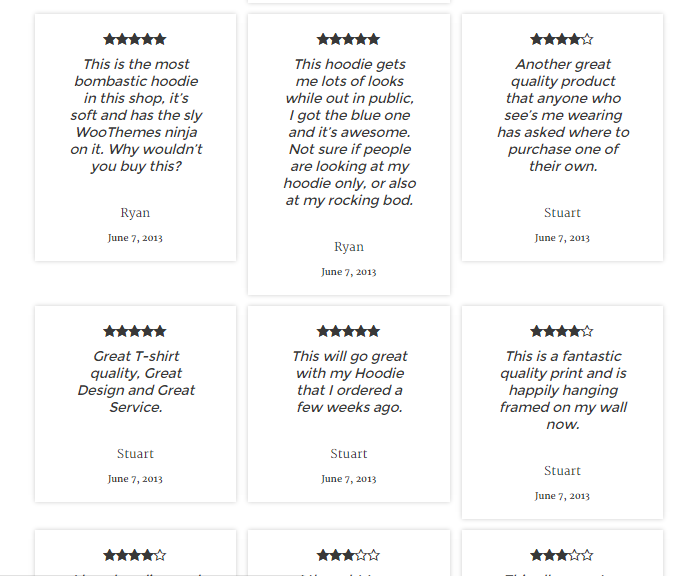 This is the most
bombastic hoodie
in this shop, it's
soft and has the sly
WooThemes ninja
on it. Why wouldn't
you buy this?
Ryan
June 7, 2013
This hoodie gets
me lots of looks
while out in public,
I got the blue one
and it's awesome.
Not sure if people
are looking at my
hoodie only, or also
at my rocking bod.
Ryan
June 7, 2013
Another great
quality product
that anyone who
see's me wearing
has asked where to
purchase one of
their own.
Stuart
June 7, 2013
Great T-shirt
quality, Great
Design and Great
Service.
Stuart
June 7, 2013
This will go great
with my Hoodie
that I ordered a
few weeks ago.
Stuart
June 7, 2013
This is a fantastic
quality print and is
happily hanging
framed on my wall
now.
Stuart
June 7, 2013